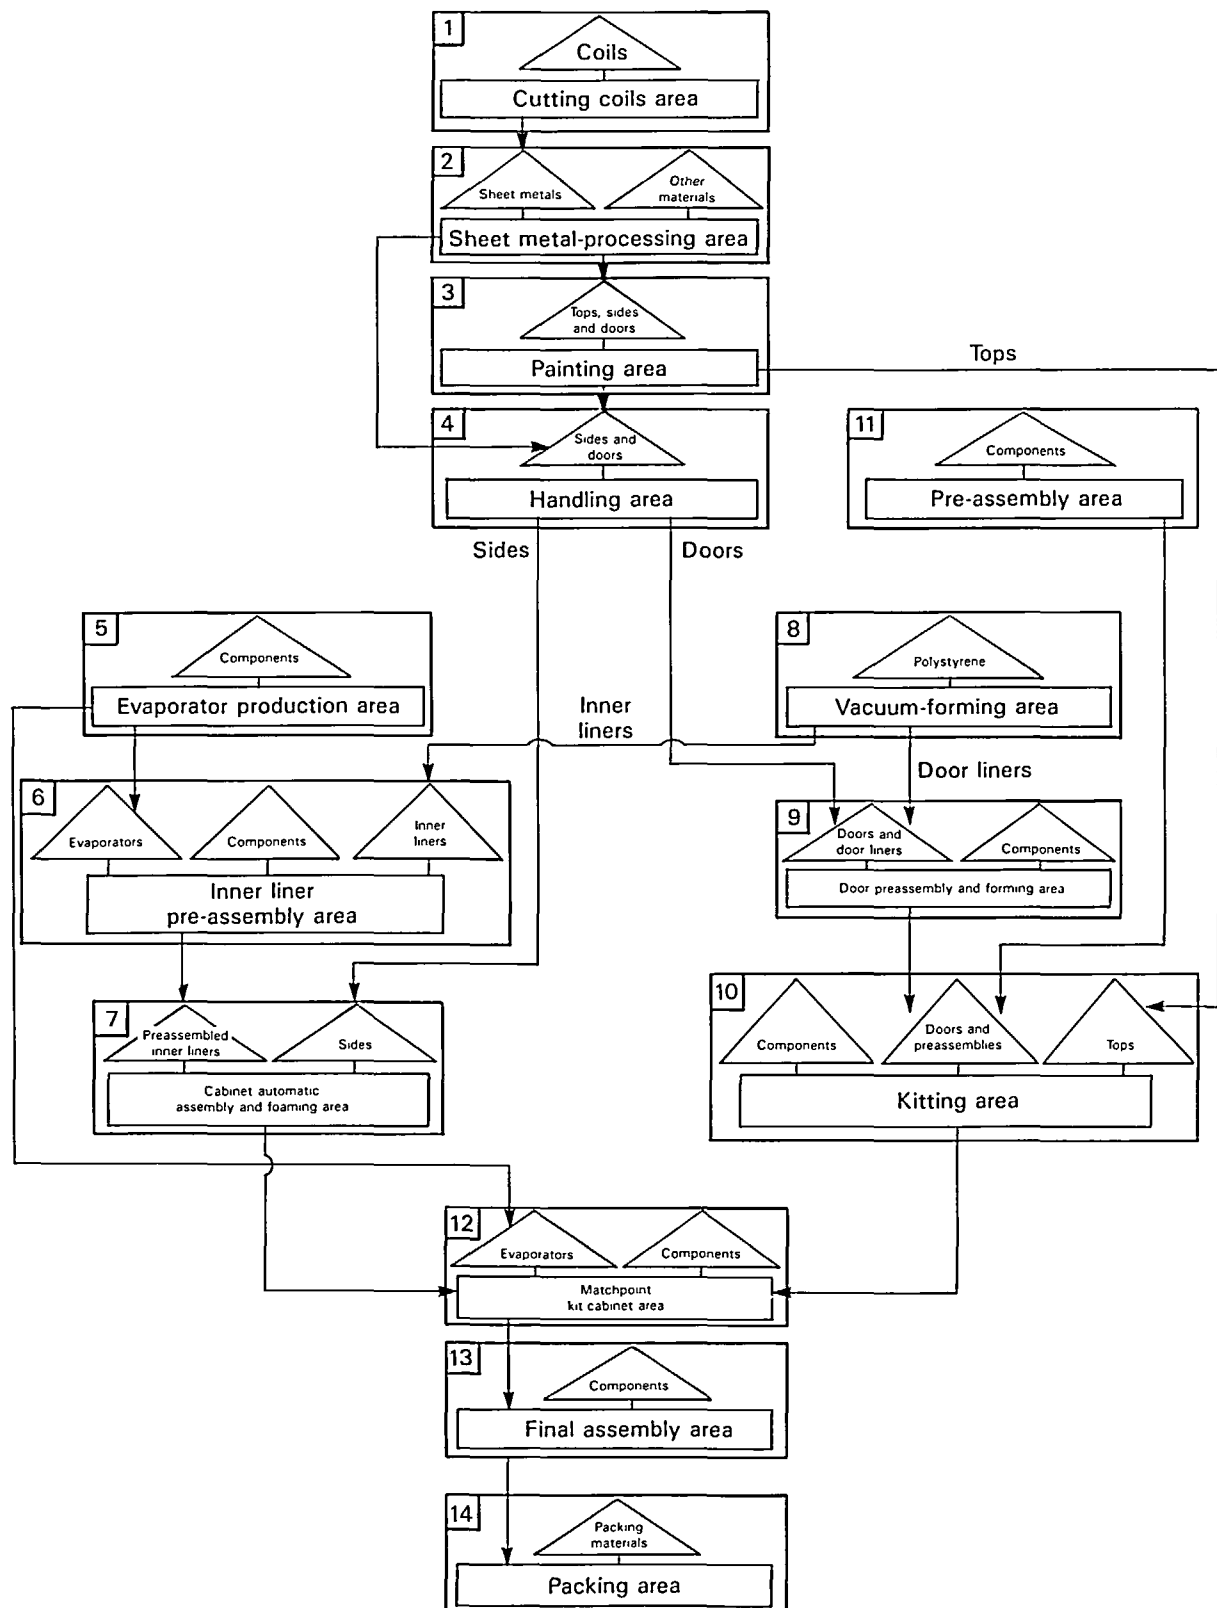 1
Coils
Cutting coils area
2
Sheet metals
Other
materials
Sheet metal-processing area
3
Tops, sides
and doors
Painting area
Tops
4
Sides and
doors
Handling area
11
Components
Pre-assembly area
Sides
Doors
5
Components
Evaporator production area
8
Polystyrene
Vacuum-forming area
Inner
liners
Door liners
6
Evaporators
Components
Inner
liners
Inner liner
pre-assembly area
9
Doors and
door liners
Components
Door preassembly and forming area
7
Preassembled
inner liners
Sides
Cabinet automatic
assembly and foaming area
10
Components
Doors and
preassemblies
Tops
Kitting area
12
Evaporators
Components
Matchpoint
kit cabinet area
13
Components
Final assembly area
14
Packing
materials
Packing area